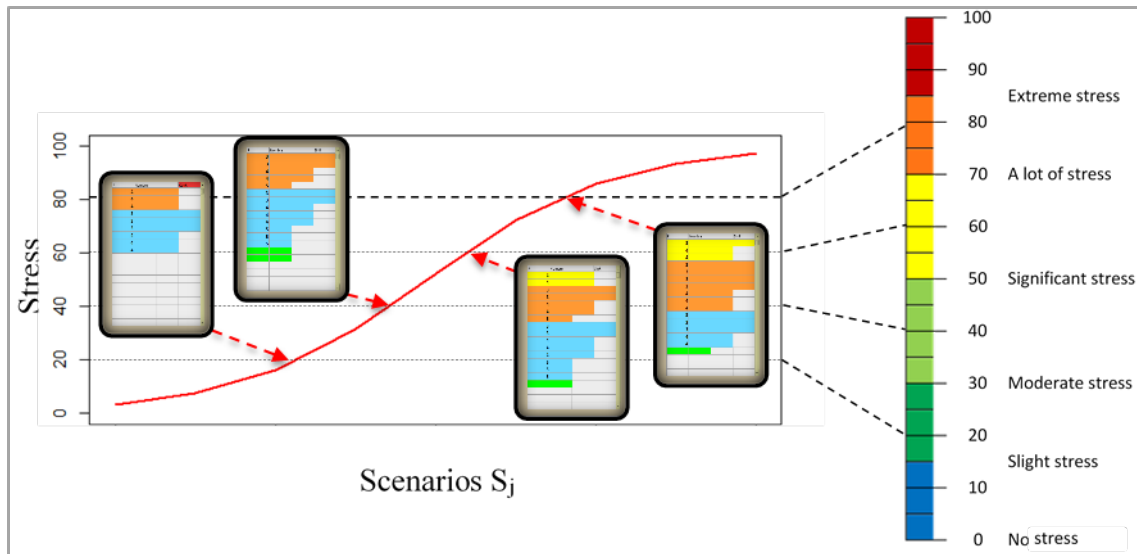 Stress
100
80
60
40
20
0
Scenarios Sj
100
90
80
70
60
50
40
30
20
10
0
Extreme stress
A lot of stress
Significant stress
Moderate stress
Slight stress
No stress